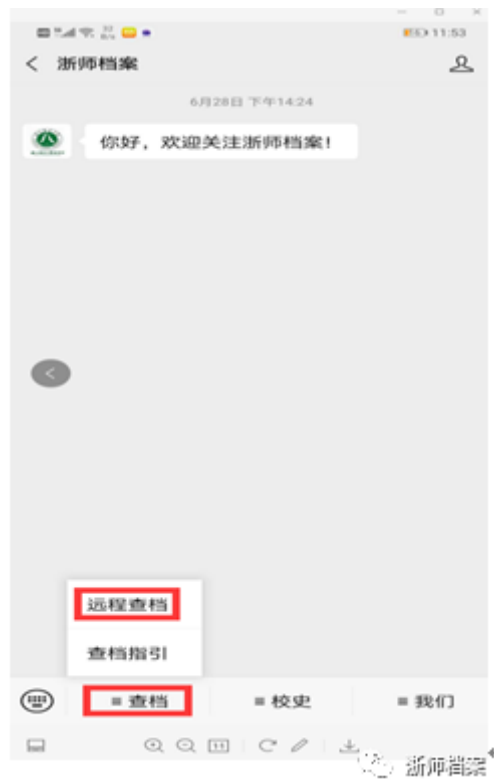 11:53
浙师档案
6月28日 下午14:24
你好，欢迎关注浙师档案！
远程查档
查档指引
查档
校史
我们
浙师档案